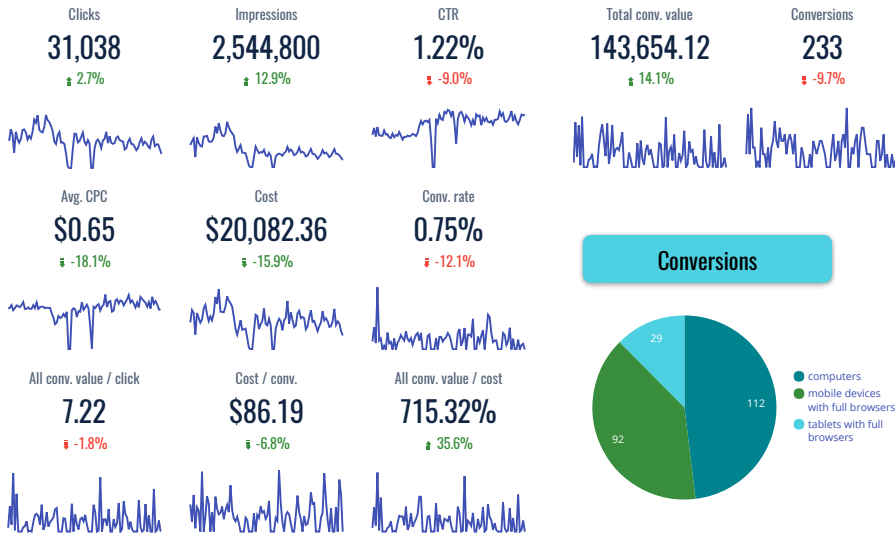 Clicks
31,038
2.7%
Impressions
2,544,800
12.9%
CTR
1.22%
-9.0%
Total conv. value
143,654.12
14.1%
Conversions
233
-9.7%
Avg. CPC
$0.65
-18.1%
Cost
$20,082.36
-15.9%
Conv. rate
0.75%
-12.1%
Conversions
29
112
92
computers
mobile devices
with full browsers
tablets with full
browsers
All conv. value / click
7.22
-1.8%
Cost / conv.
$86.19
-6.8%
All conv. value / cost
715.32%
35.6%